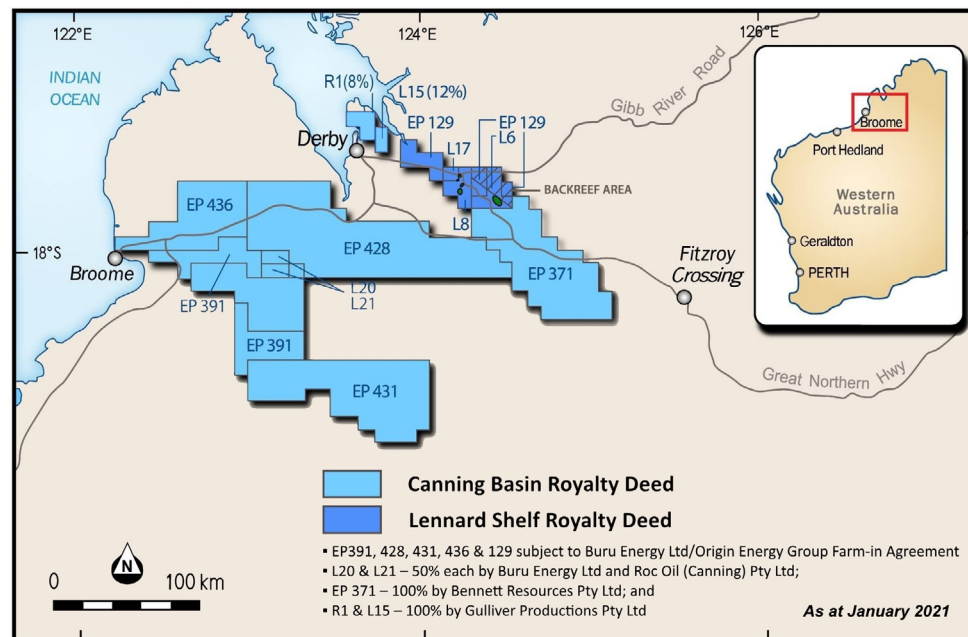 122°E
124°E
126°E
INDIAN
OCEAN
R1(8%)
L15 (12%)
Gibb River Road
Derby
EP 129
EP 129
L6
L17
BACKREEF AREA
EP 436
L8
EP 428
18°S
Broome
EP 371
Fitzroy
Crossing
EP 391
L20
L21
EP 391
EP 431
Great Northern Hwy
Broome
Port Hedland
Western
Australia
Geraldton
PERTH
Canning Basin Royalty Deed
Lennard Shelf Royalty Deed
▪ EP391, 428, 431, 436 & 129 subject to Buru Energy Ltd/Origin Energy Group Farm-in Agreement
▪ L20 & L21 – 50% each by Buru Energy Ltd and Roc Oil (Canning) Pty Ltd;
▪ EP 371 – 100% by Bennett Resources Pty Ltd; and
▪ R1 & L15 – 100% by Gulliver Productions Pty Ltd
N
0 100 km
As at January 2021